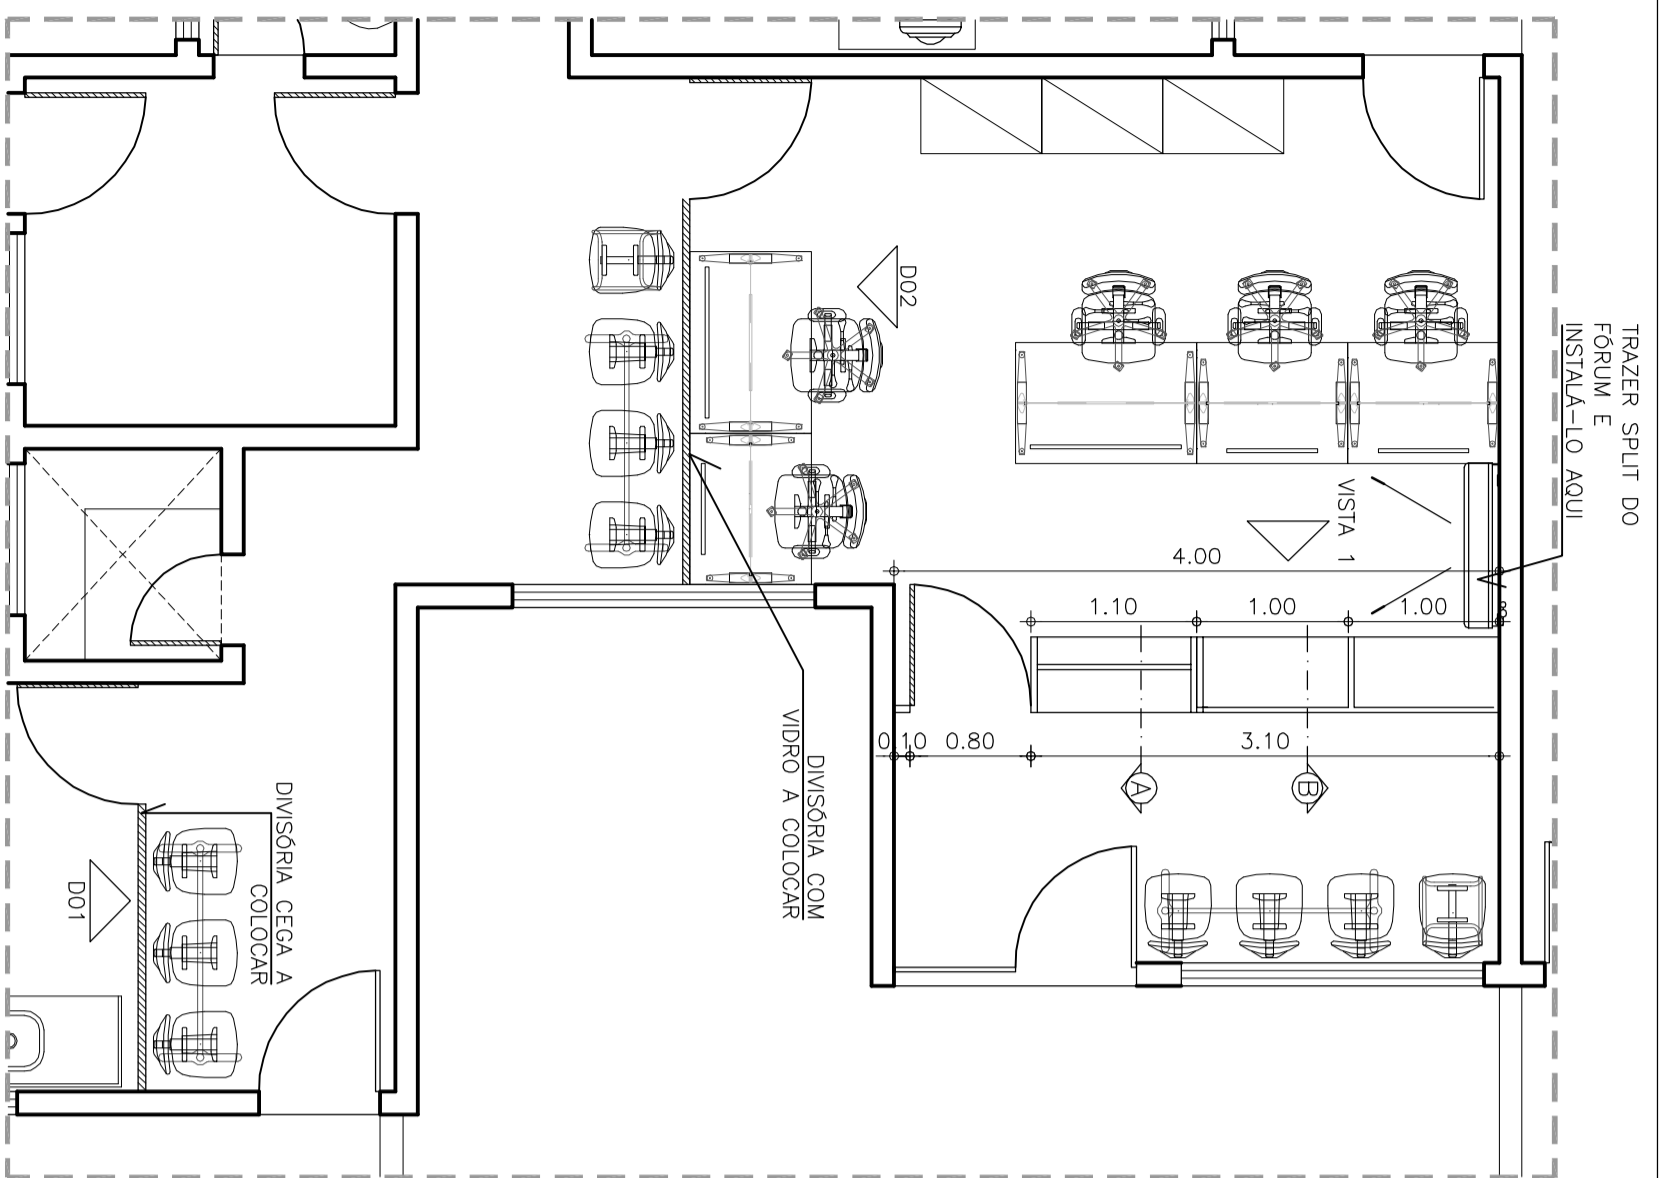 TRAZER SPLIT DO
FÓRUM E
INSTALÁ-LO AQUI
D02
VISTA 1
4.00
1.10
1.00
1.00
0.10
0.80
3.10
A
B
DIVISÓRIA COM
VIDRO A COLOCAR
DIVISÓRIA CEGA A
COLOCAR
D01